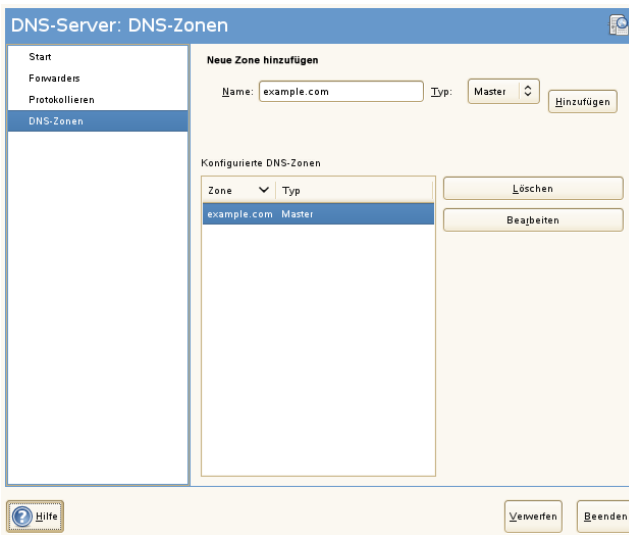 DNS-Server: DNS-Zonen
Start
Forwarders
Protokollieren
DNS-Zonen
Neue Zone hinzufügen
Name: example.com Typ: Master Hinzufügen
Konfigurierte DNS-Zonen
Zone Typ
example.com Master
Löschen
Bearbeiten
Hilfe Verwerfen Beenden